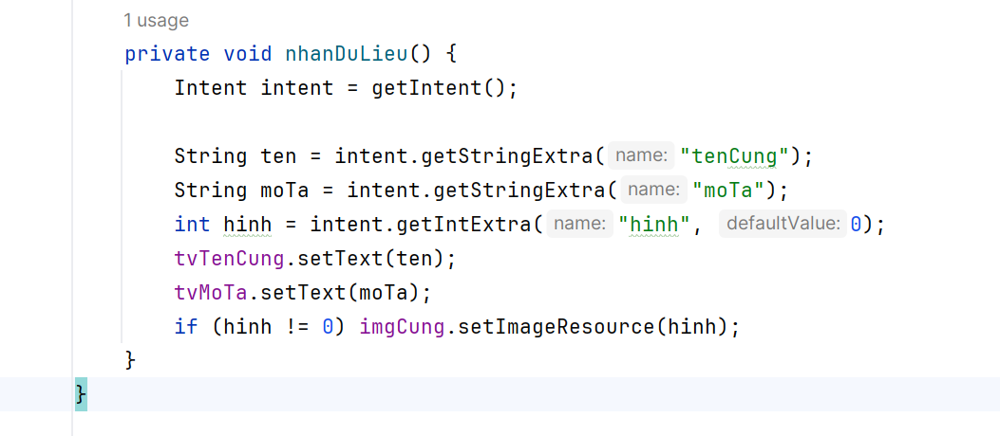 1 usage
private void nhanDuLieu() {
Intent intent = getIntent();
String ten = intent.getStringExtra( name: "tenCung");
String moTa = intent.getStringExtra( name: "moTa");
int hinh = intent.getIntExtra( name: "hinh", defaultValue: 0);
tvTenCung.setText(ten);
tvMoTa.setText(moTa);
if (hinh != 0) imgCung.setImageResource(hinh);
}
}